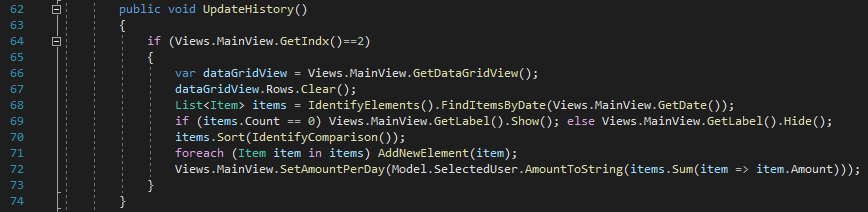 62 public void UpdateHistory()
63 {
64 if (Views.MainView.GetIndx()==2)
65 {
66 var dataGridView = Views.MainView.GetDataGridView();
67 dataGridView.Rows.Clear();
68 List<Item> items = IdentifyElements().FindItemsByDate(Views.MainView.GetDate());
69 if (items.Count == 0) Views.MainView.GetLabel().Show(); else Views.MainView.GetLabel().Hide();
70 items.Sort(IdentifyComparison());
71 foreach (Item item in items) AddNewElement(item);
72 Views.MainView.SetAmountPerDay(Model.SelectedUser.AmountToString(items.Sum(item => item.Amount)));
73 }
74 }